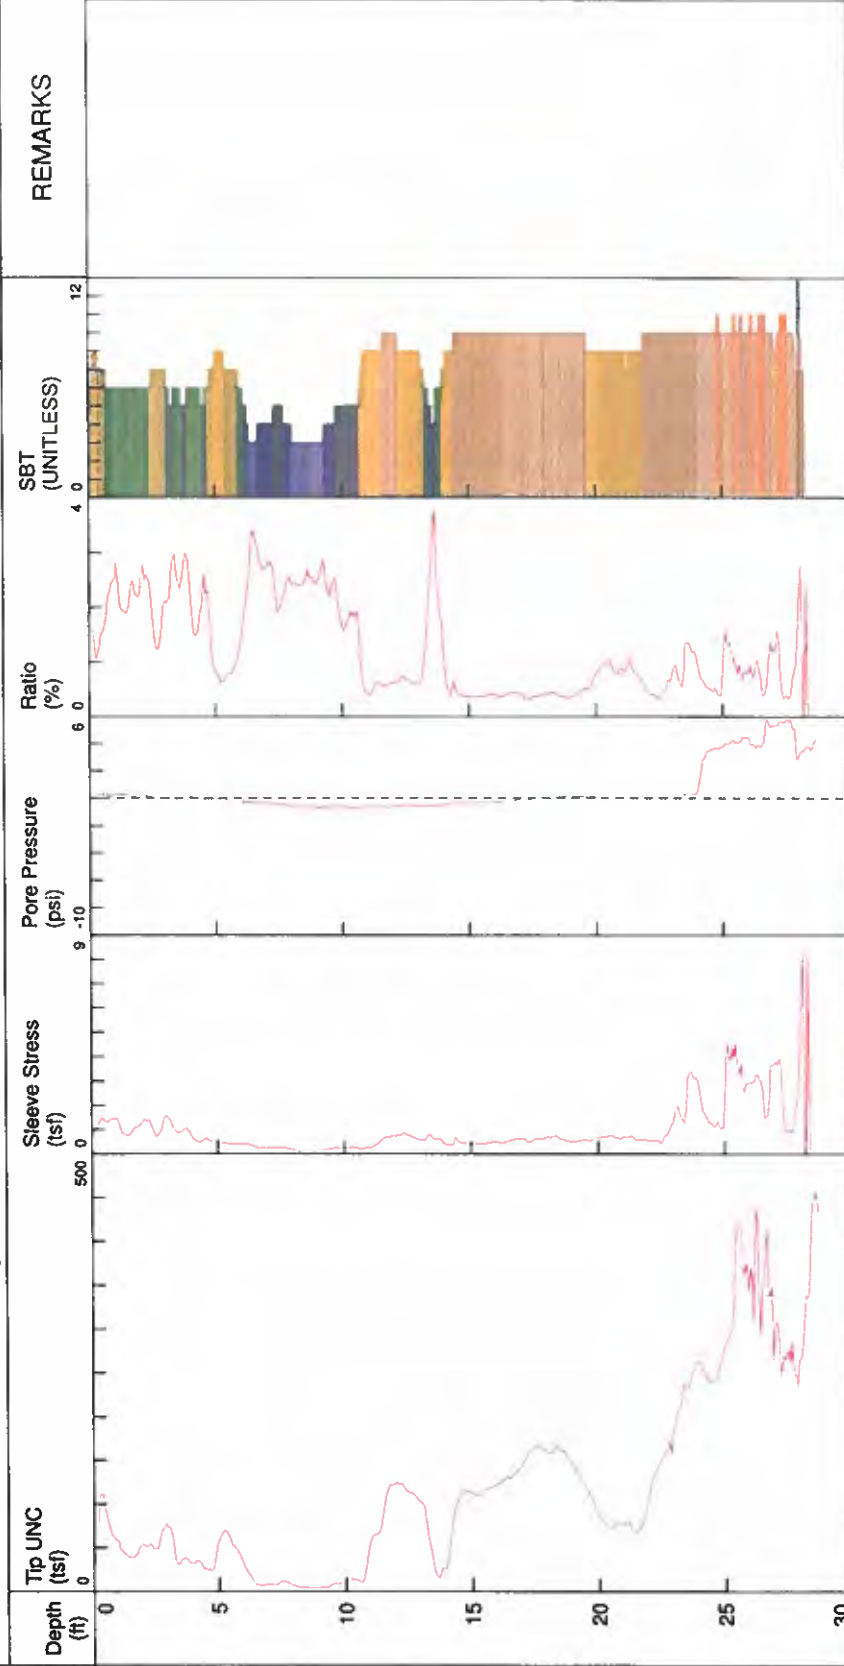 Depth
(ft)
Tip UNC
(tsf)
0 500
Sleeve Stress
(tsf)
0 9
Pore Pressure
(psi)
-10 6
Ratio
(%)
0 4
SBT
(UNITLESS)
0 12
REMARKS
0
5
10
15
20
25
30